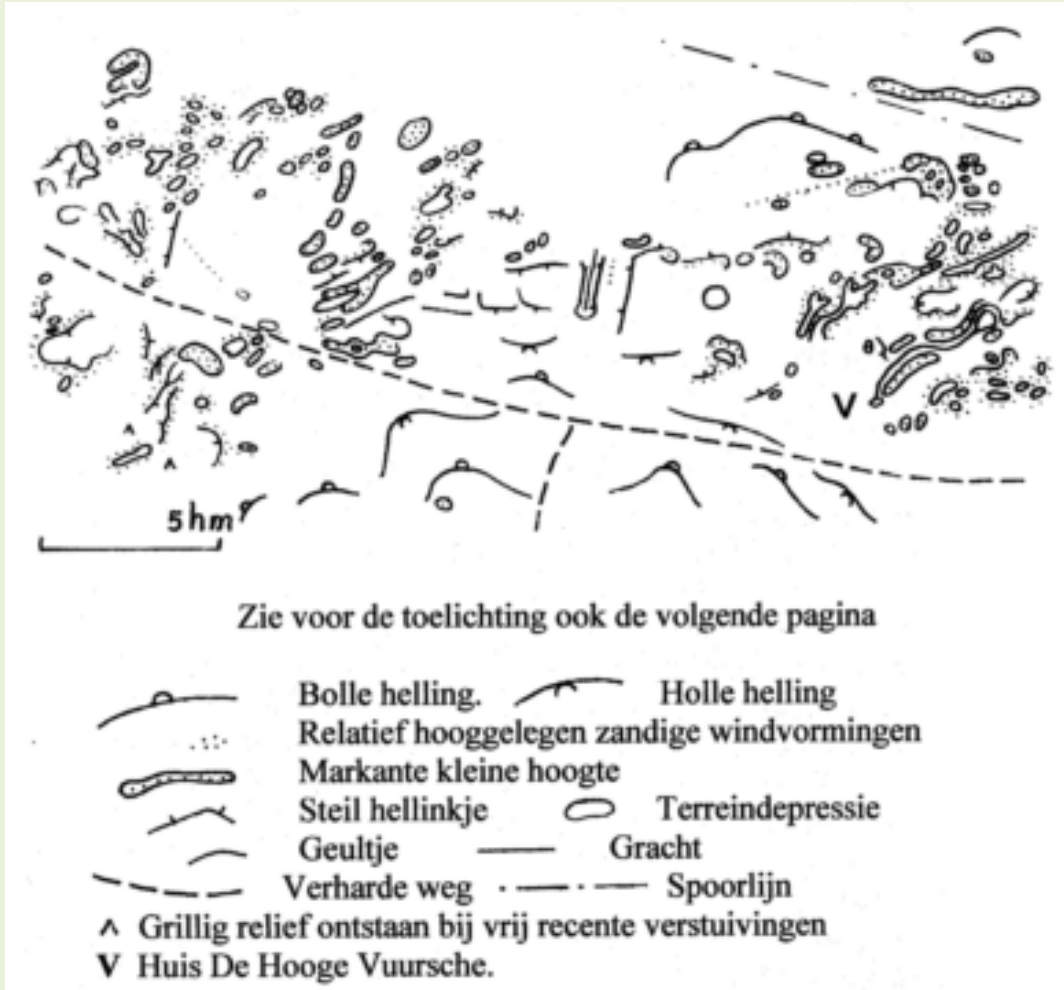 V
5 hm
Zie voor de toelichting ook de volgende pagina
Bolle helling. Holle helling
Relatief hooggelegen zandige windvormingen
Markante kleine hoogte
Steil hellinkje Terreindepressie
Geultje Gracht
Verharde weg Spoorlijn
^ Grillig relief ontstaan bij vrij recente verstuivingen
V Huis De Hooge Vuursche.